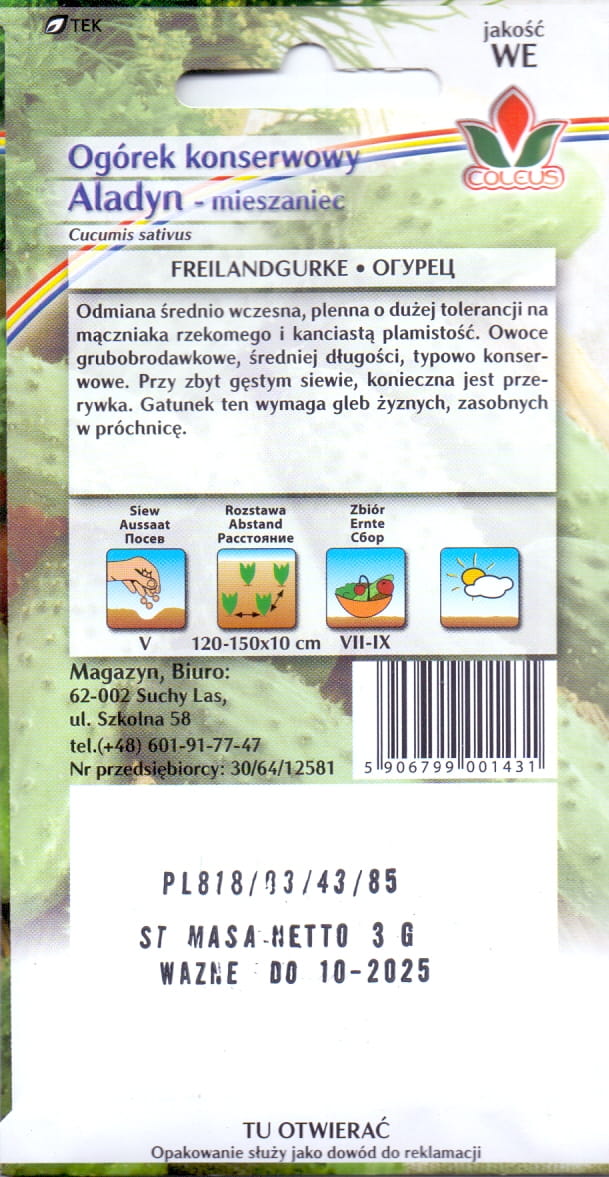 TEK
jakość
WE
COLEUS
Ogórek konserwowy
Aladyn - mieszaniec
Cucumis sativus
FREILANDGURKE • ОГУРЕЦ
Odmiana średnio wczesna, plenna o dużej tolerancji na
mączniaka rzekomego i kanciastą plamistość. Owoce
grubobrodawkowe, średniej długości, typowo konser-
wowe. Przy zbyt gęstym siewie, konieczna jest prze-
rywka. Gatunek ten wymaga gleb żyznych, zasobnych
w próchnicę.
Siew Rozstawa Zbiór
Aussaat Abstand Ernte
Посев Расстояние Сбор
V 120-150x10 cm VII-IX
Magazyn, Biuro:
62-002 Suchy Las,
ul. Szkolna 58
tel.(+48) 601-91-77-47
Nr przedsiębiorcy: 30/64/12581
5 906799 001431
PL818/03/43/85
ST MASA NETTO 3 G
WAZNE DO 10-2025
TU OTWIERAĆ
Opakowanie służy jako dowód do reklamacji